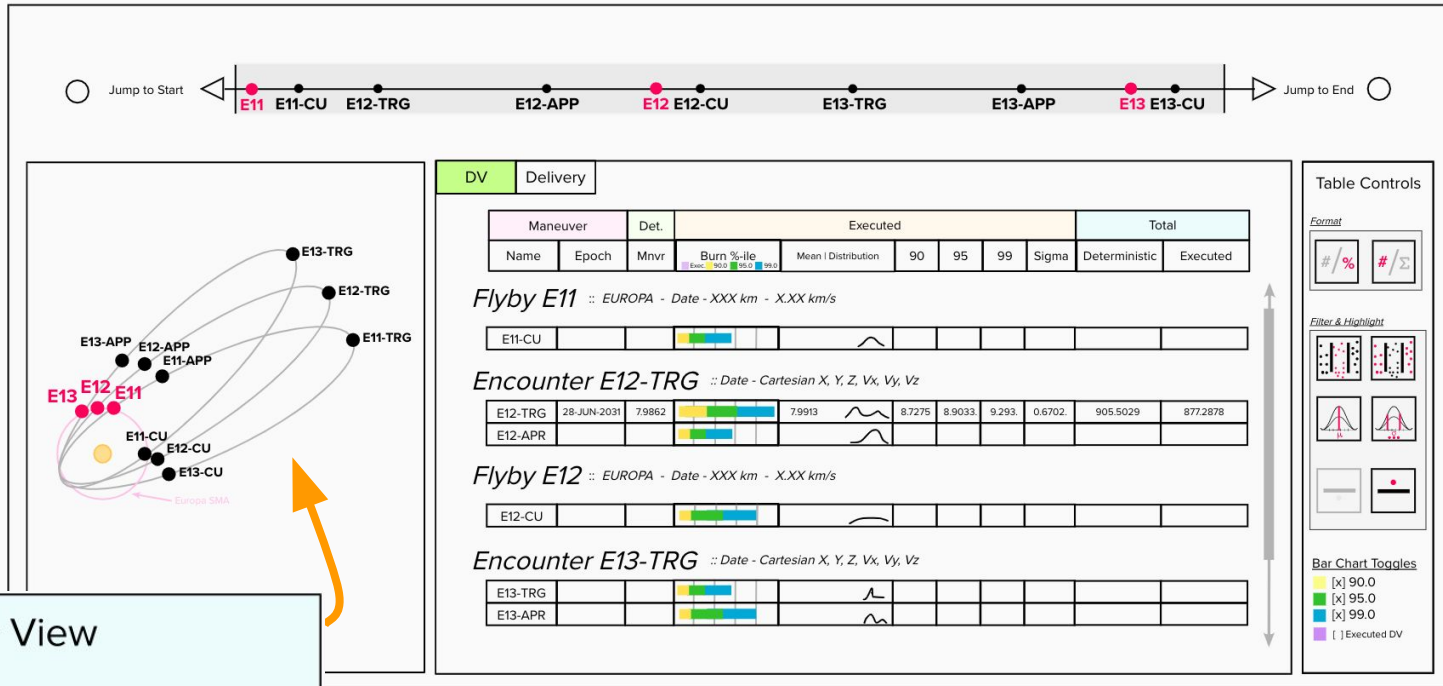 Jump to Start
E11 E11-CU E12-TRG E12-APP E12 E12-CU E13-TRG E13-APP E13 E13-CU
Jump to End
E13-TRG
E12-TRG
E11-TRG
E13-APP
E12-APP
E11-APP
E13 E12 E11
E11-CU
E12-CU
E13-CU
Europa SMA
View
DV Delivery
Maneuver Det. Executed Total
Name Epoch Mnvr Burn %-ile Mean | Distribution 90 95 99 Sigma Deterministic Executed
Exec. 90.0 95.0 99.0
Flyby E11 :: EUROPA - Date - XXX km - X.XX km/s
E11-CU
Encounter E12-TRG :: Date - Cartesian X, Y, Z, Vx, Vy, Vz
E12-TRG 28-JUN-2031 7.9862 7.9913 8.7275 8.9033. 9.293. 0.6702. 905.5029 877.2878
E12-APR
Flyby E12 :: EUROPA - Date - XXX km - X.XX km/s
E12-CU
Encounter E13-TRG :: Date - Cartesian X, Y, Z, Vx, Vy, Vz
E13-TRG
E13-APR
Table Controls
Format
#/% #/Σ
Filter & Highlight
Bar Chart Toggles
[x] 90.0
[x] 95.0
[x] 99.0
[ ] Executed DV